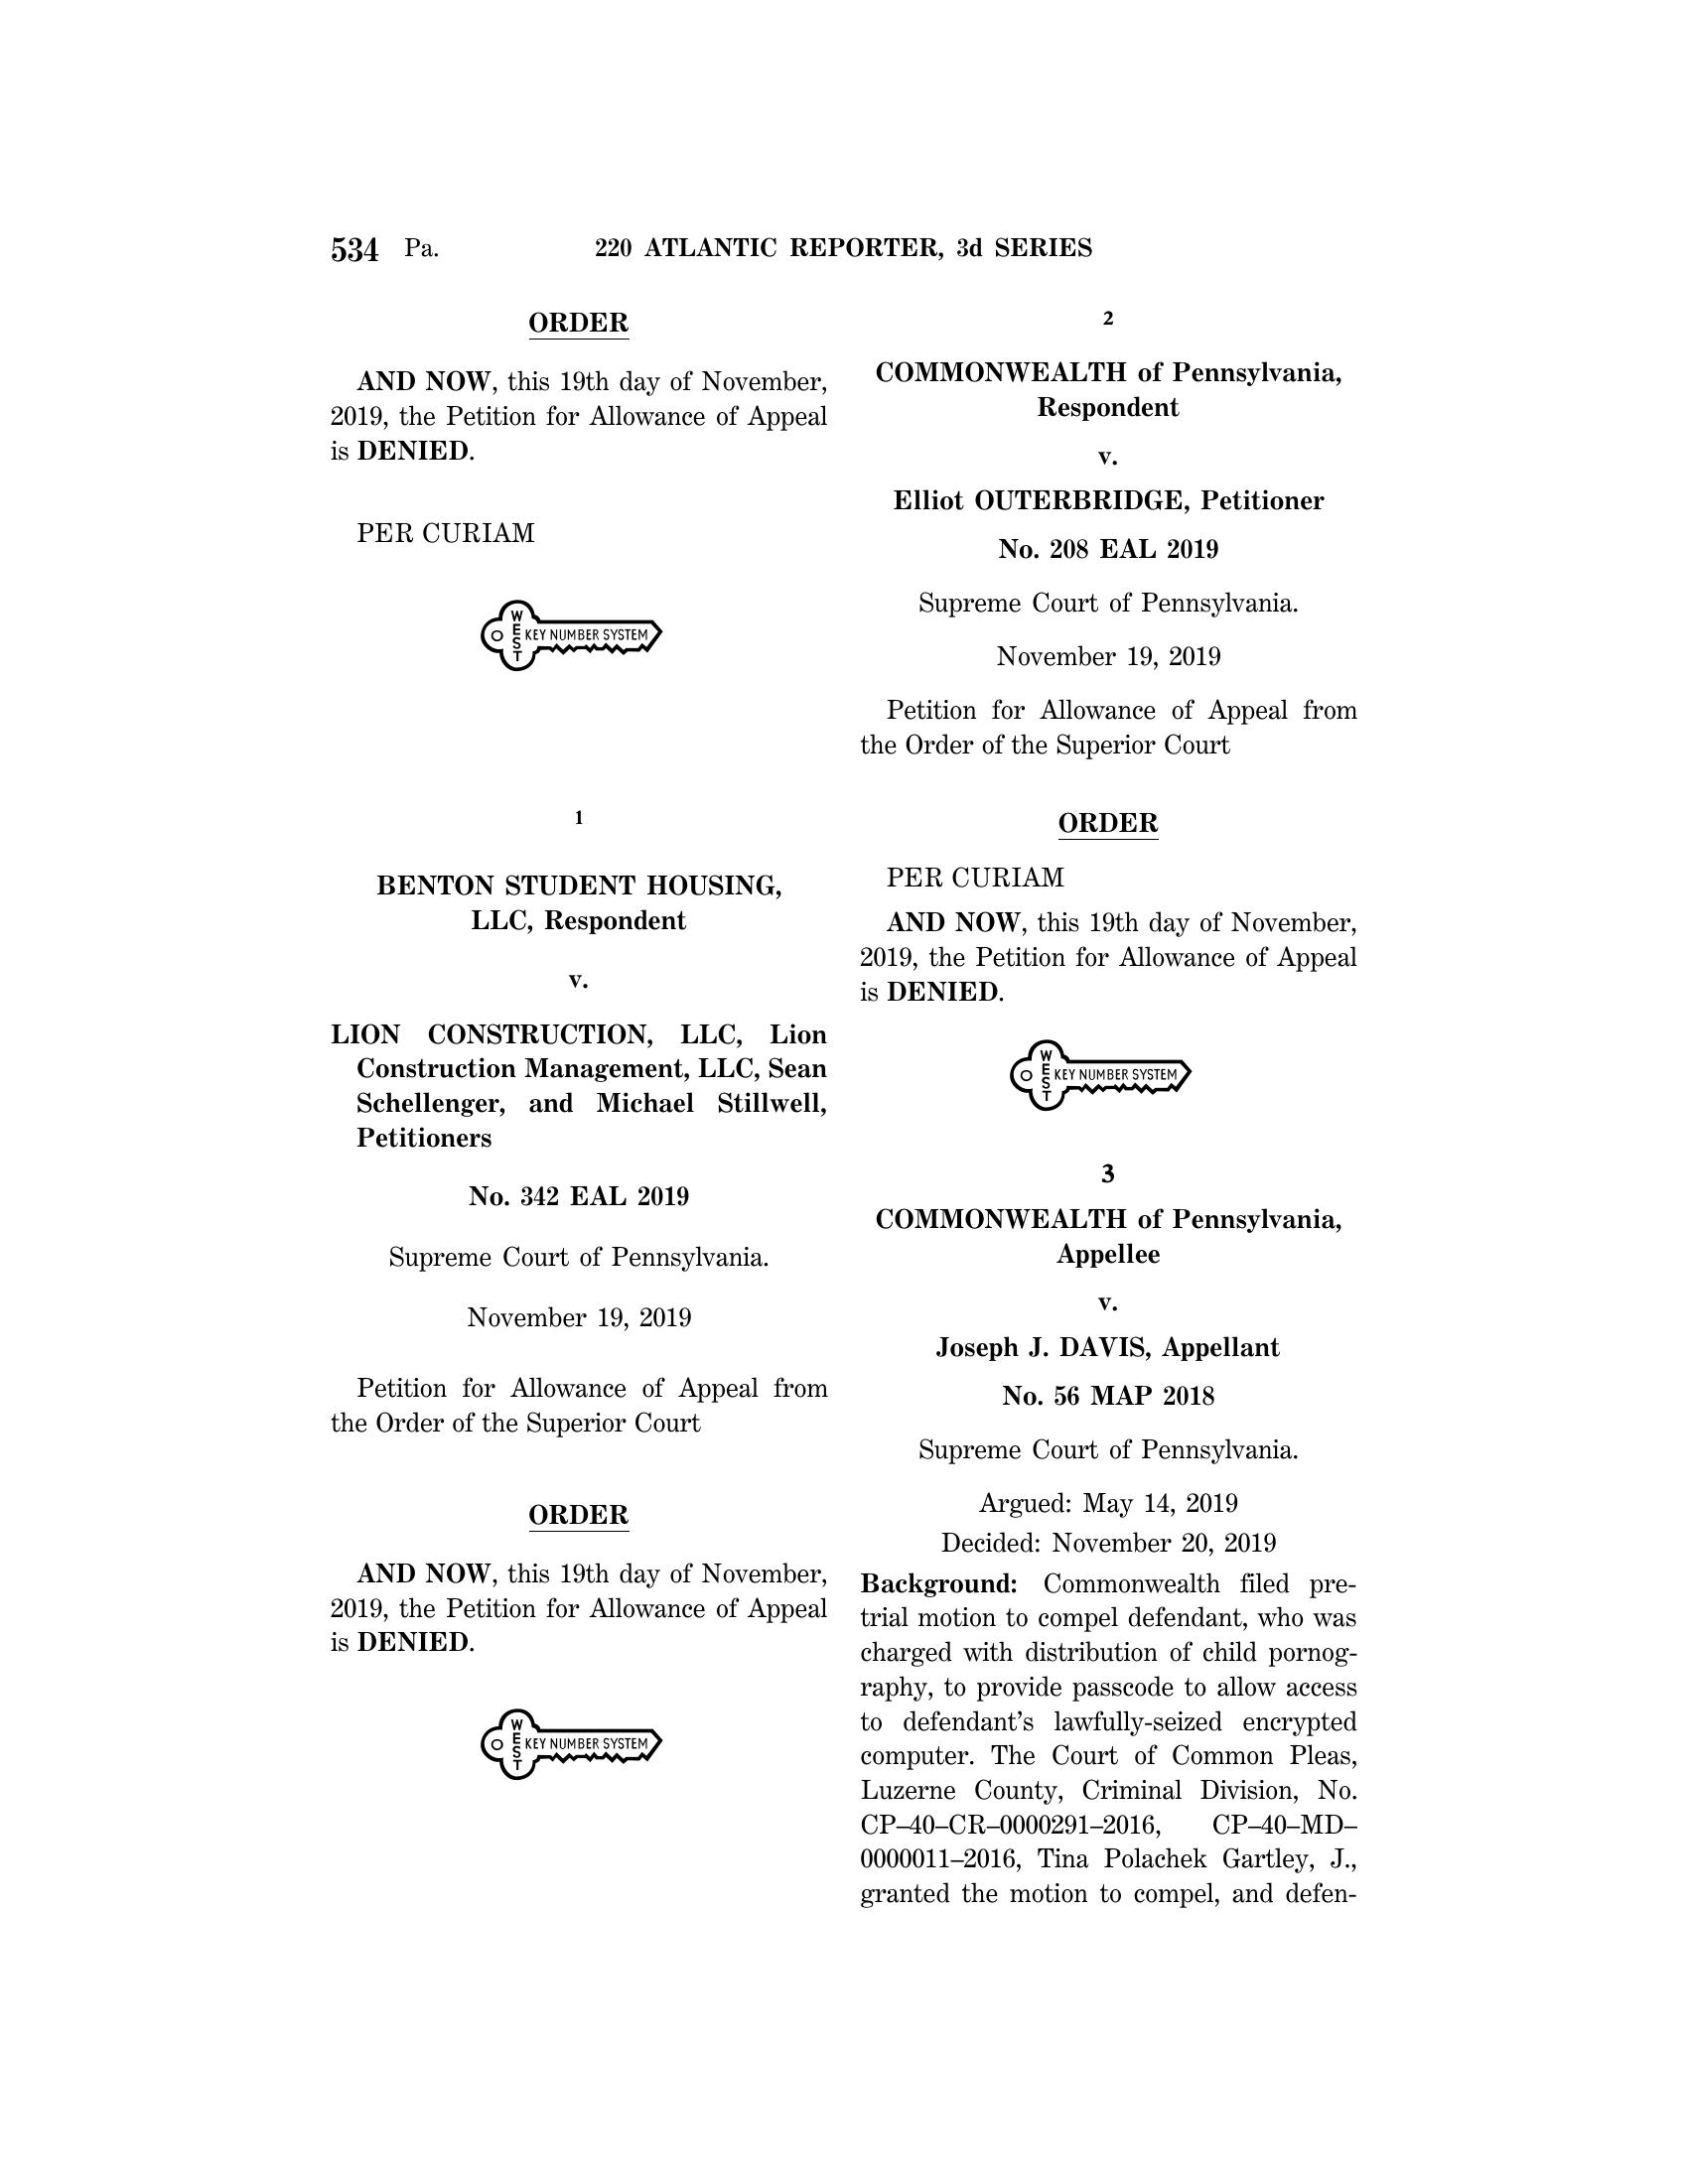 534 Pa. 220 ATLANTIC REPORTER, 3d SERIES
ORDER
AND NOW, this 19th day of November,
2019, the Petition for Allowance of Appeal
is DENIED.
PER CURIAM
WEST KEY NUMBER SYSTEM
1
BENTON STUDENT HOUSING,
LLC, Respondent
v.
LION CONSTRUCTION, LLC, Lion
Construction Management, LLC, Sean
Schellenger, and Michael Stillwell,
Petitioners
No. 342 EAL 2019
Supreme Court of Pennsylvania.
November 19, 2019
Petition for Allowance of Appeal from
the Order of the Superior Court
ORDER
AND NOW, this 19th day of November,
2019, the Petition for Allowance of Appeal
is DENIED.
WEST KEY NUMBER SYSTEM
2
COMMONWEALTH of Pennsylvania,
Respondent
v.
Elliot OUTERBRIDGE, Petitioner
No. 208 EAL 2019
Supreme Court of Pennsylvania.
November 19, 2019
Petition for Allowance of Appeal from
the Order of the Superior Court
ORDER
PER CURIAM
AND NOW, this 19th day of November,
2019, the Petition for Allowance of Appeal
is DENIED.
WEST KEY NUMBER SYSTEM
3
COMMONWEALTH of Pennsylvania,
Appellee
v.
Joseph J. DAVIS, Appellant
No. 56 MAP 2018
Supreme Court of Pennsylvania.
Argued: May 14, 2019
Decided: November 20, 2019
Background: Commonwealth filed pre-
trial motion to compel defendant, who was
charged with distribution of child pornog-
raphy, to provide passcode to allow access
to defendant's lawfully-seized encrypted
computer. The Court of Common Pleas,
Luzerne County, Criminal Division, No.
CP–40–CR–0000291–2016, CP–40–MD–
0000011–2016, Tina Polachek Gartley, J.,
granted the motion to compel, and defen-